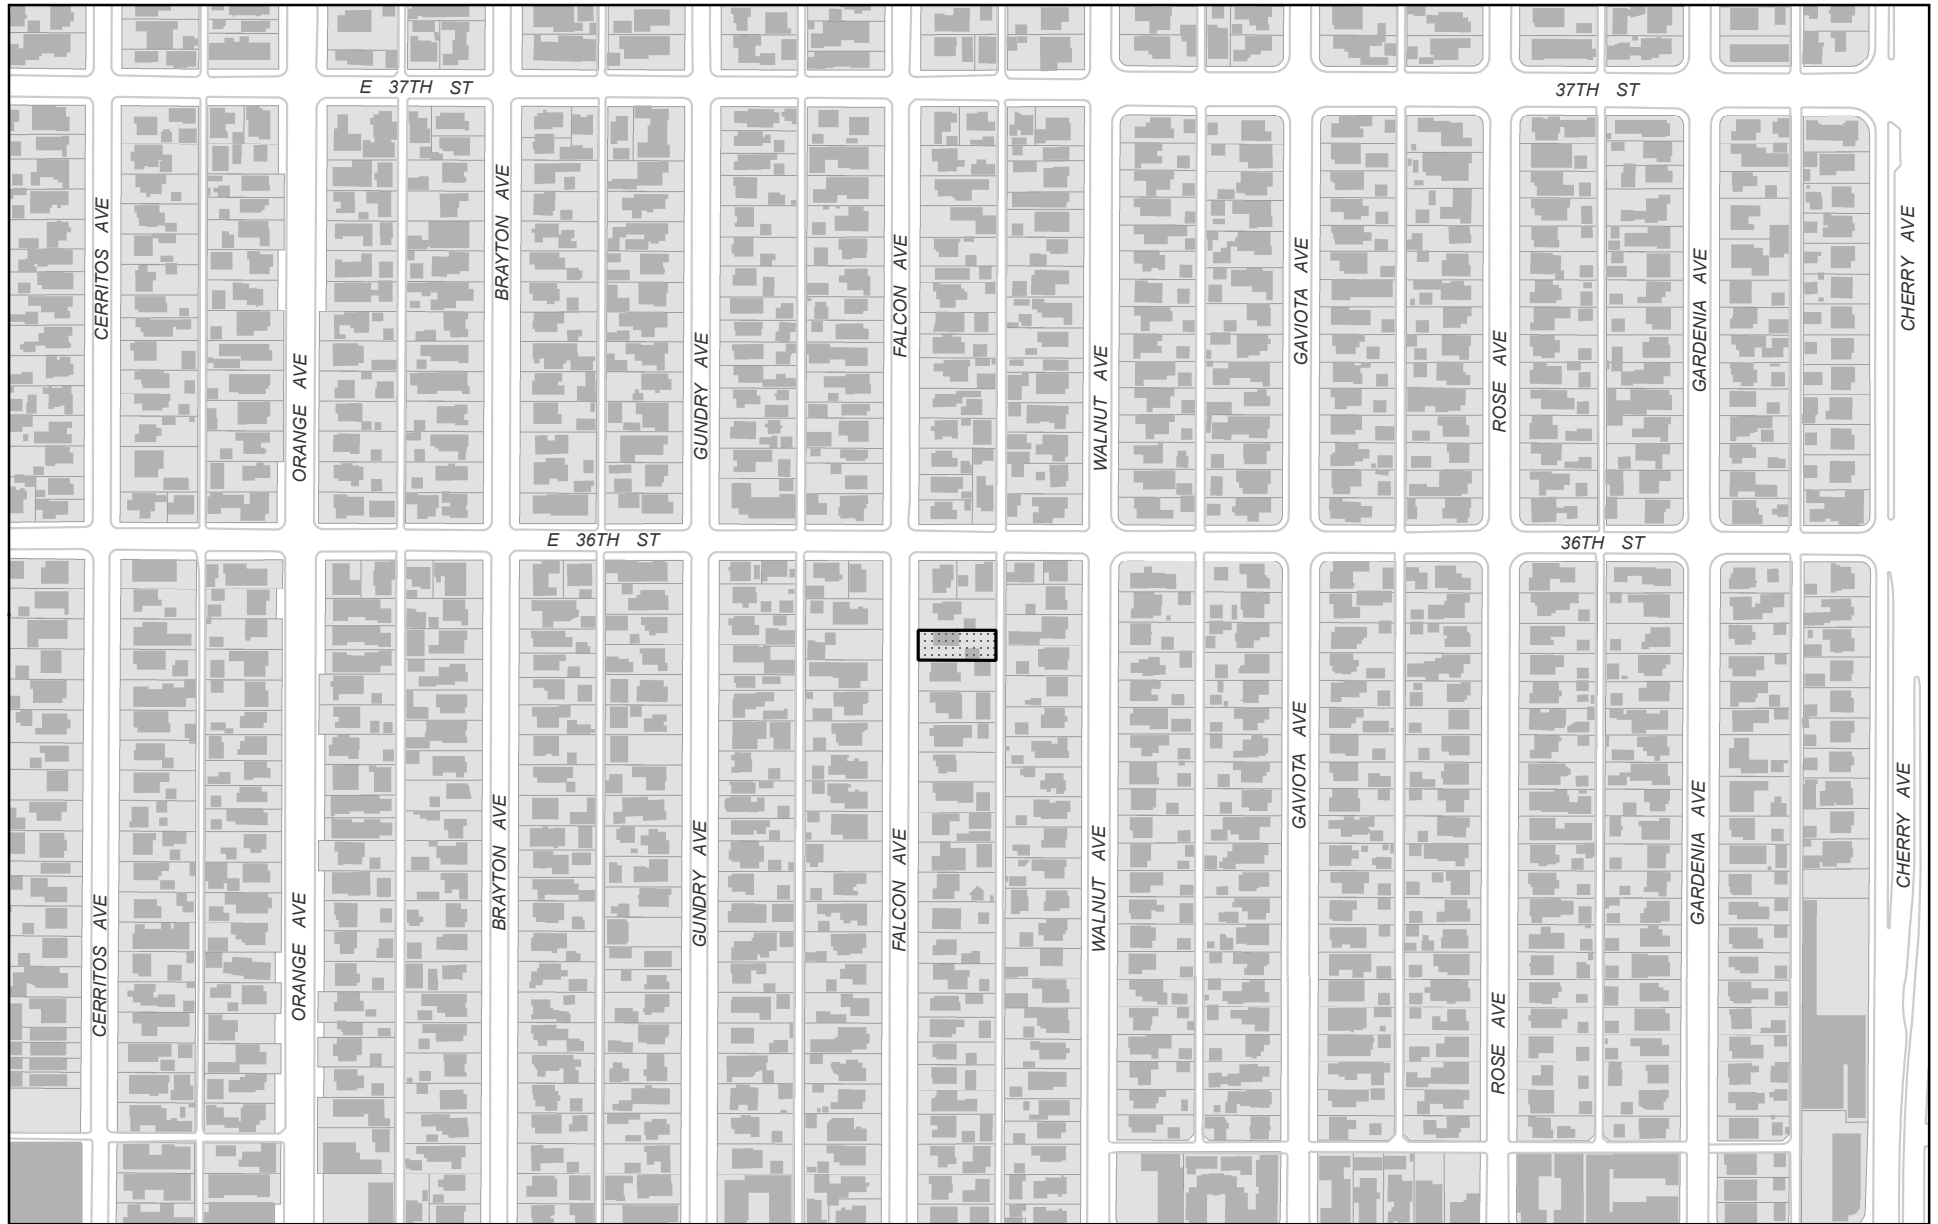 E 37TH ST
37TH ST
CERRITOS AVE
ORANGE AVE
BRAYTON AVE
GUNDRY AVE
FALCON AVE
WALNUT AVE
GAVIOTA AVE
ROSE AVE
GARDENIA AVE
CHERRY AVE
E 36TH ST
36TH ST
CERRITOS AVE
ORANGE AVE
BRAYTON AVE
GUNDRY AVE
FALCON AVE
WALNUT AVE
GAVIOTA AVE
ROSE AVE
GARDENIA AVE
CHERRY AVE